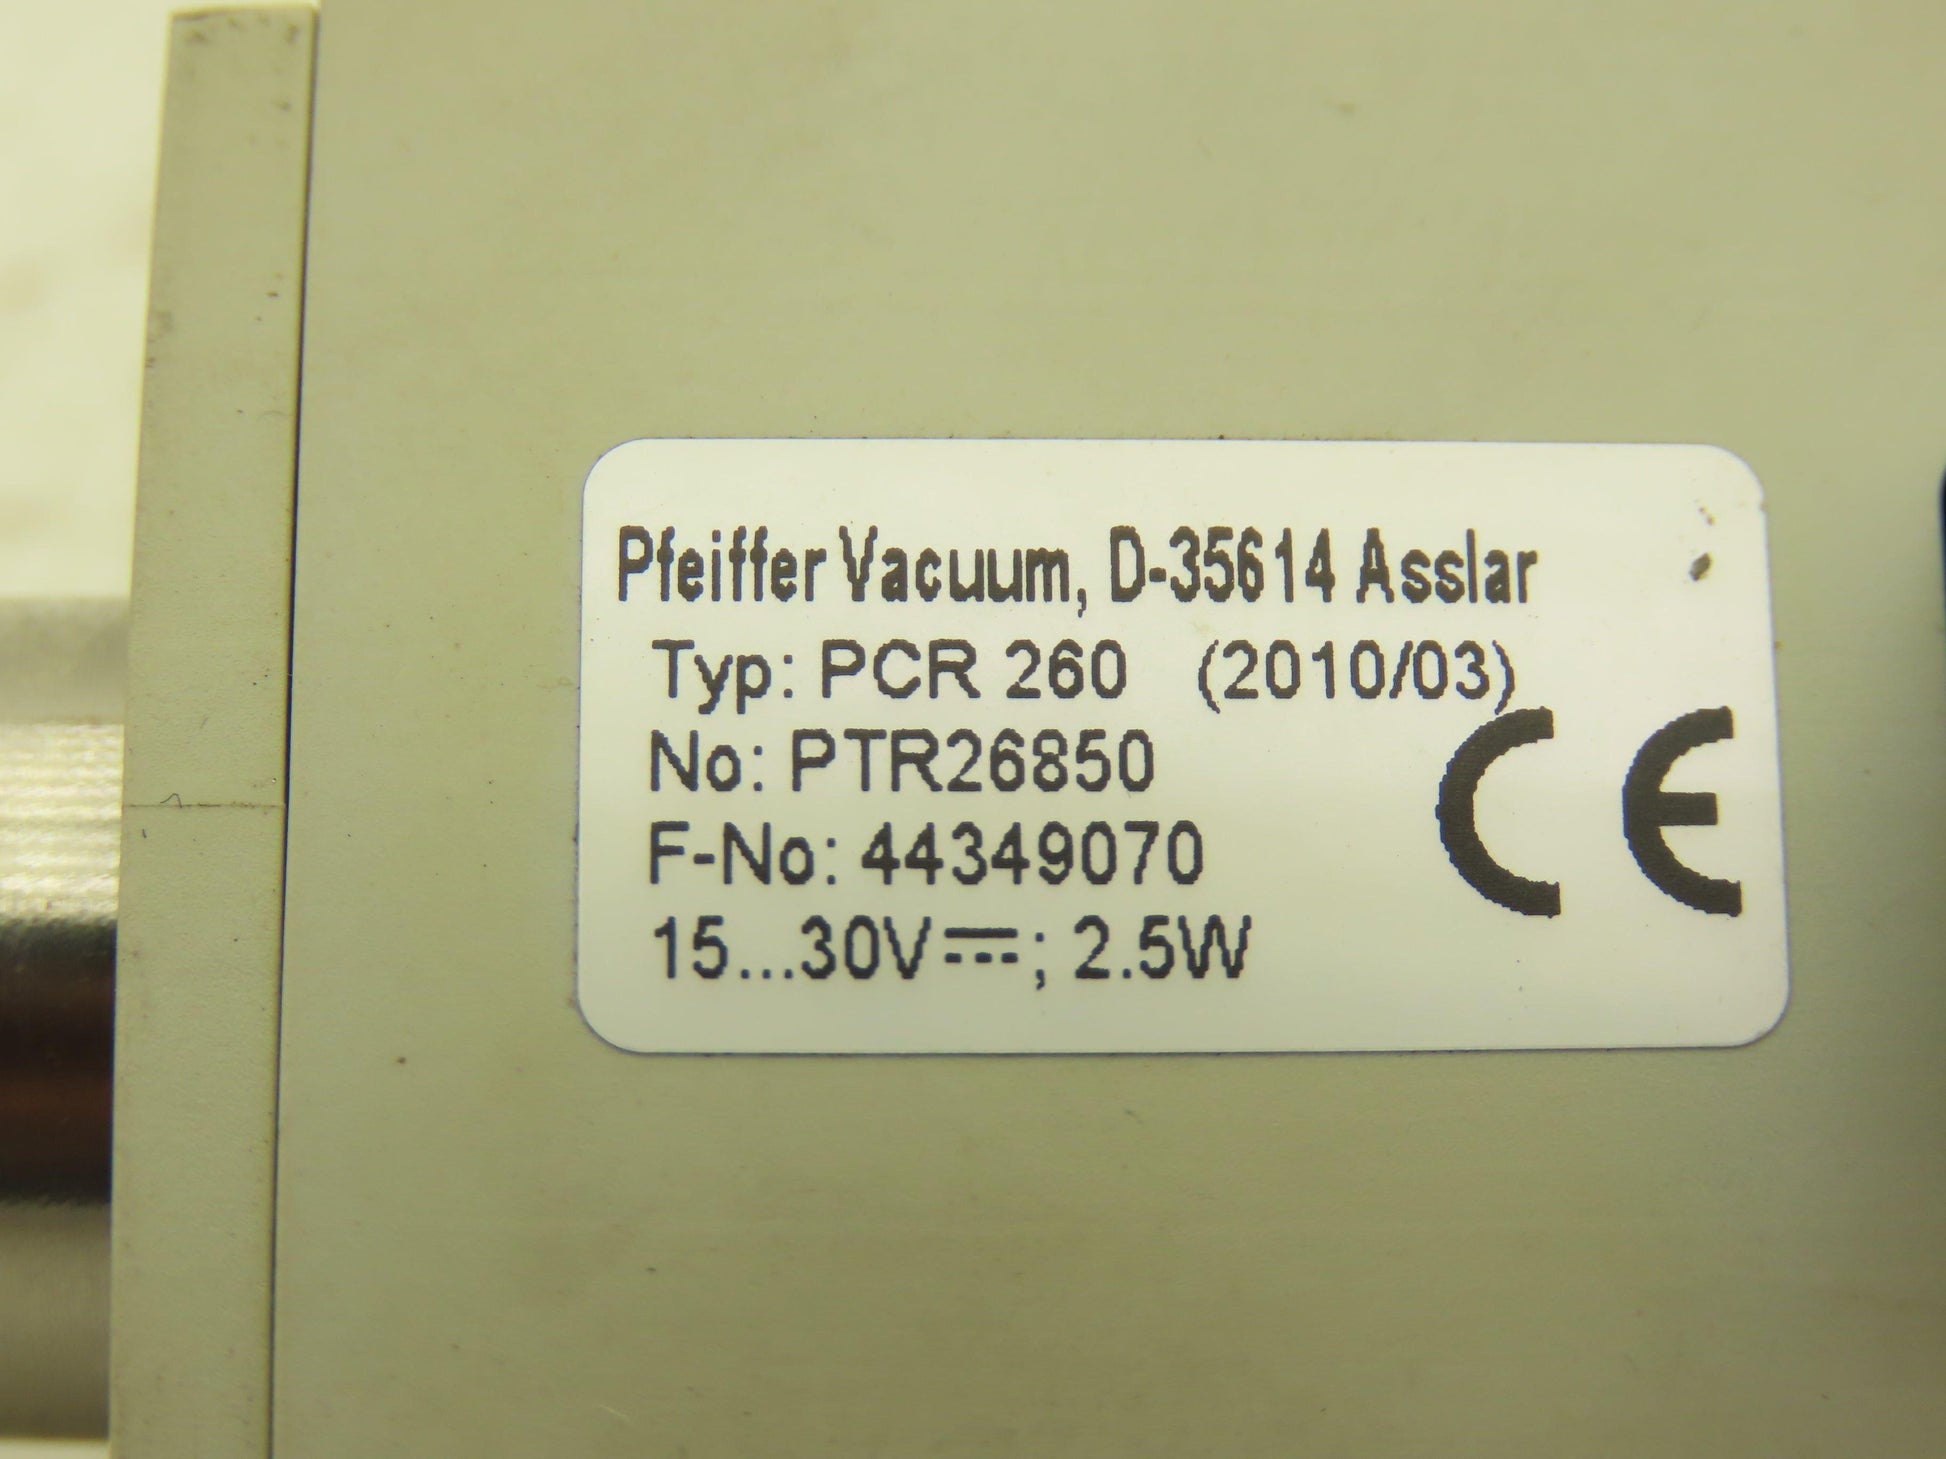 Pfeiffer Vacuum, D-35614 Asslar
Typ: PCR 260 (2010/03)
No: PTR26850
F-No: 44349070
15...30V⎓; 2.5W
CE